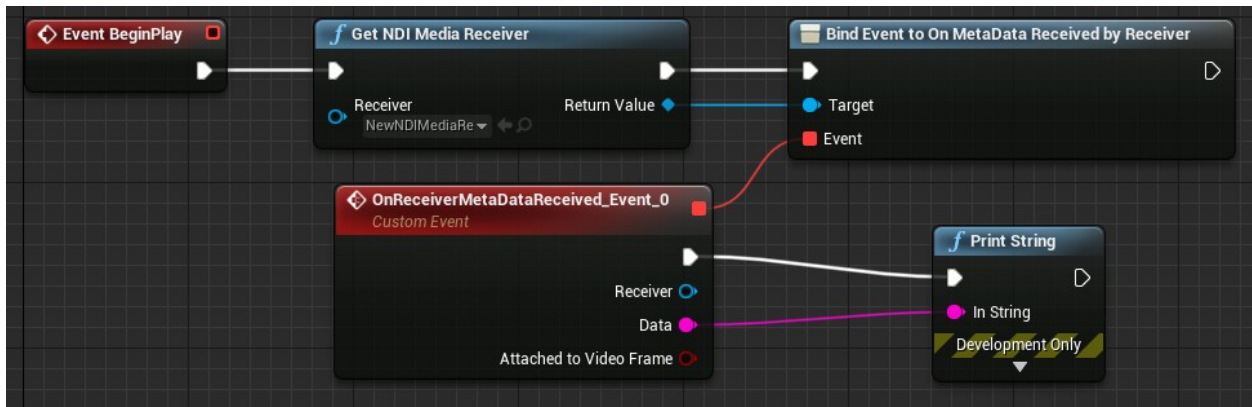 Event BeginPlay
f Get NDI Media Receiver
Receiver
NewNDIMediaRe
Return Value
Bind Event to On MetaData Received by Receiver
Target
Event
OnReceiverMetaDataReceived_Event_0
Custom Event
Receiver
Data
Attached to Video Frame
f Print String
In String
Development Only